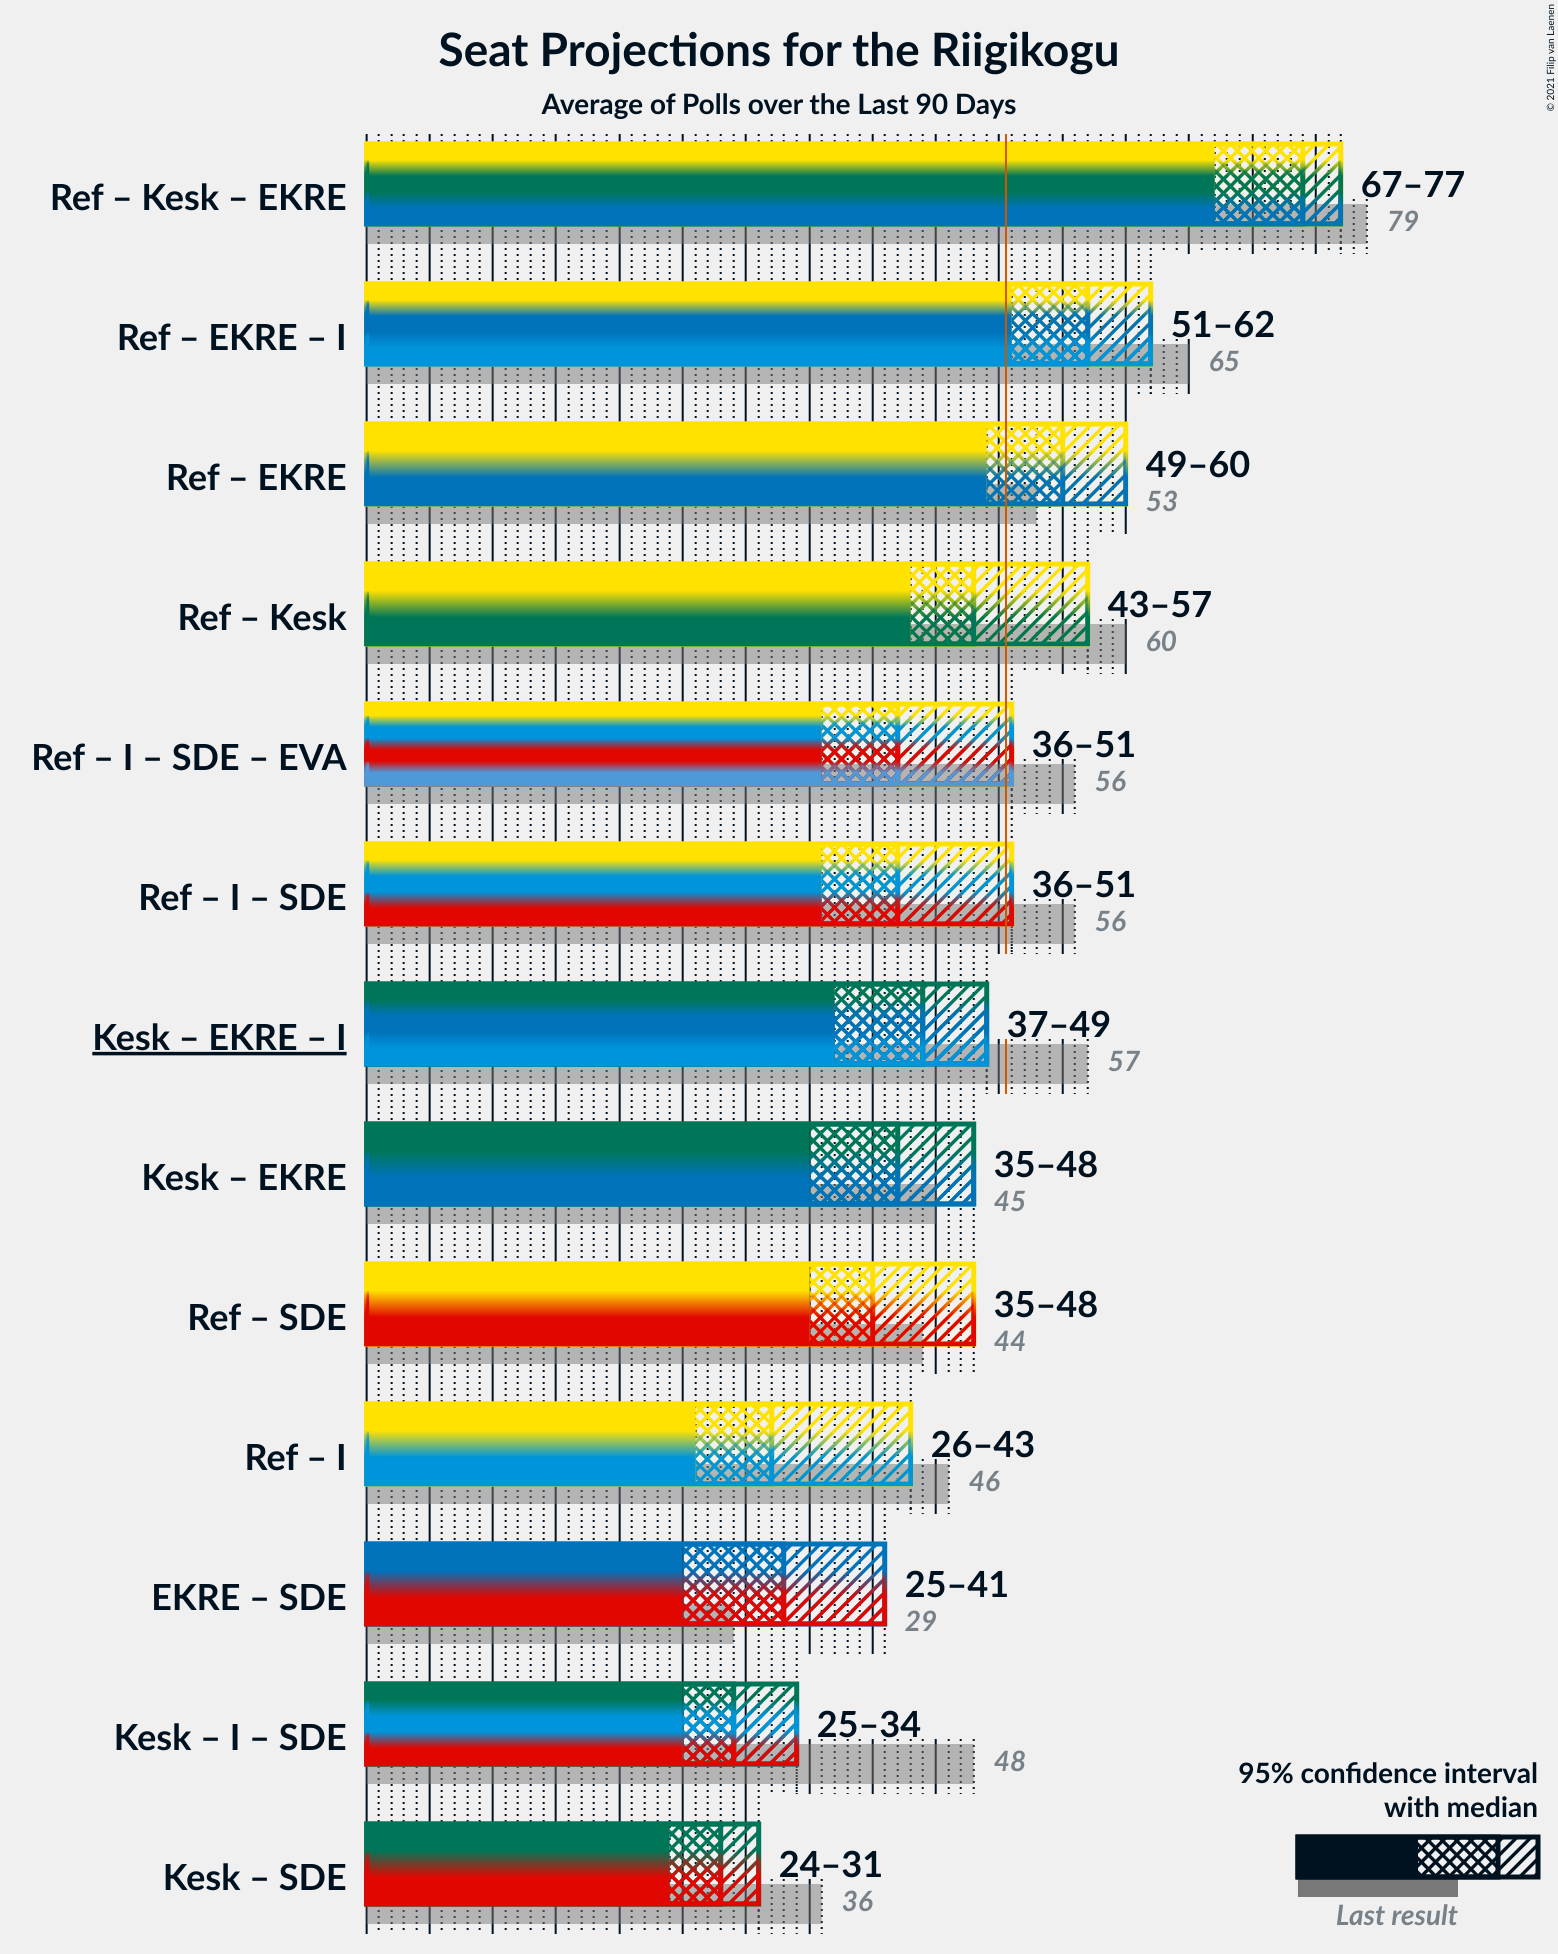 Seat Projections for the Riigikogu
Average of Polls over the Last 90 Days
© 2021 Filip van Laenen
Ref – Kesk – EKRE
67–77
79
Ref – EKRE – I
51–62
65
Ref – EKRE
49–60
53
Ref – Kesk
43–57
60
Ref – I – SDE – EVA
36–51
56
Ref – I – SDE
36–51
56
Kesk – EKRE – I
37–49
57
Kesk – EKRE
35–48
45
Ref – SDE
35–48
44
Ref – I
26–43
46
EKRE – SDE
25–41
29
Kesk – I – SDE
25–34
48
Kesk – SDE
24–31
36
95% confidence interval
with median
Last result